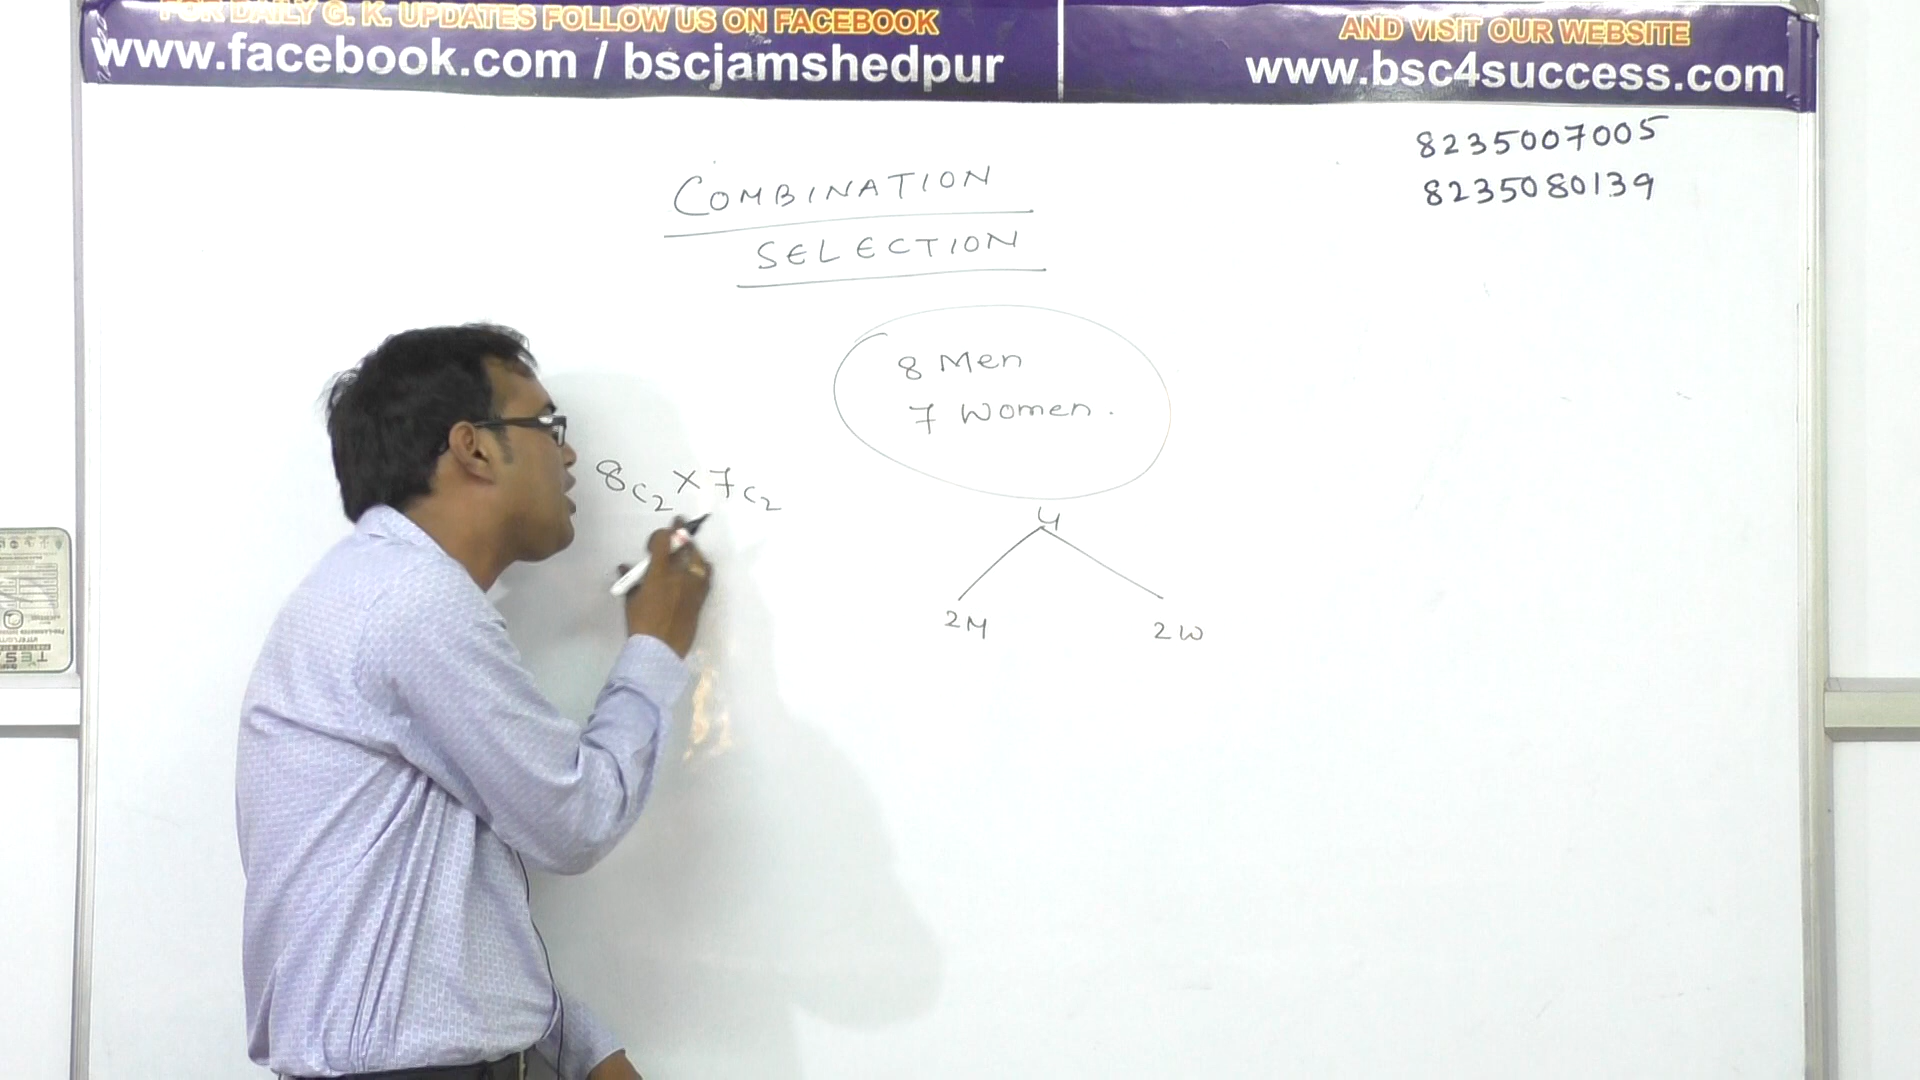 FOR DAILY G. K. UPDATES FOLLOW US ON FACEBOOK
www.facebook.com / bscjamshedpur
AND VISIT OUR WEBSITE
www.bsc4success.com
8235007005
8235080139
COMBINATION
SELECTION
8 Men
7 Women.
8C2 X 7C2
4
2M 2W